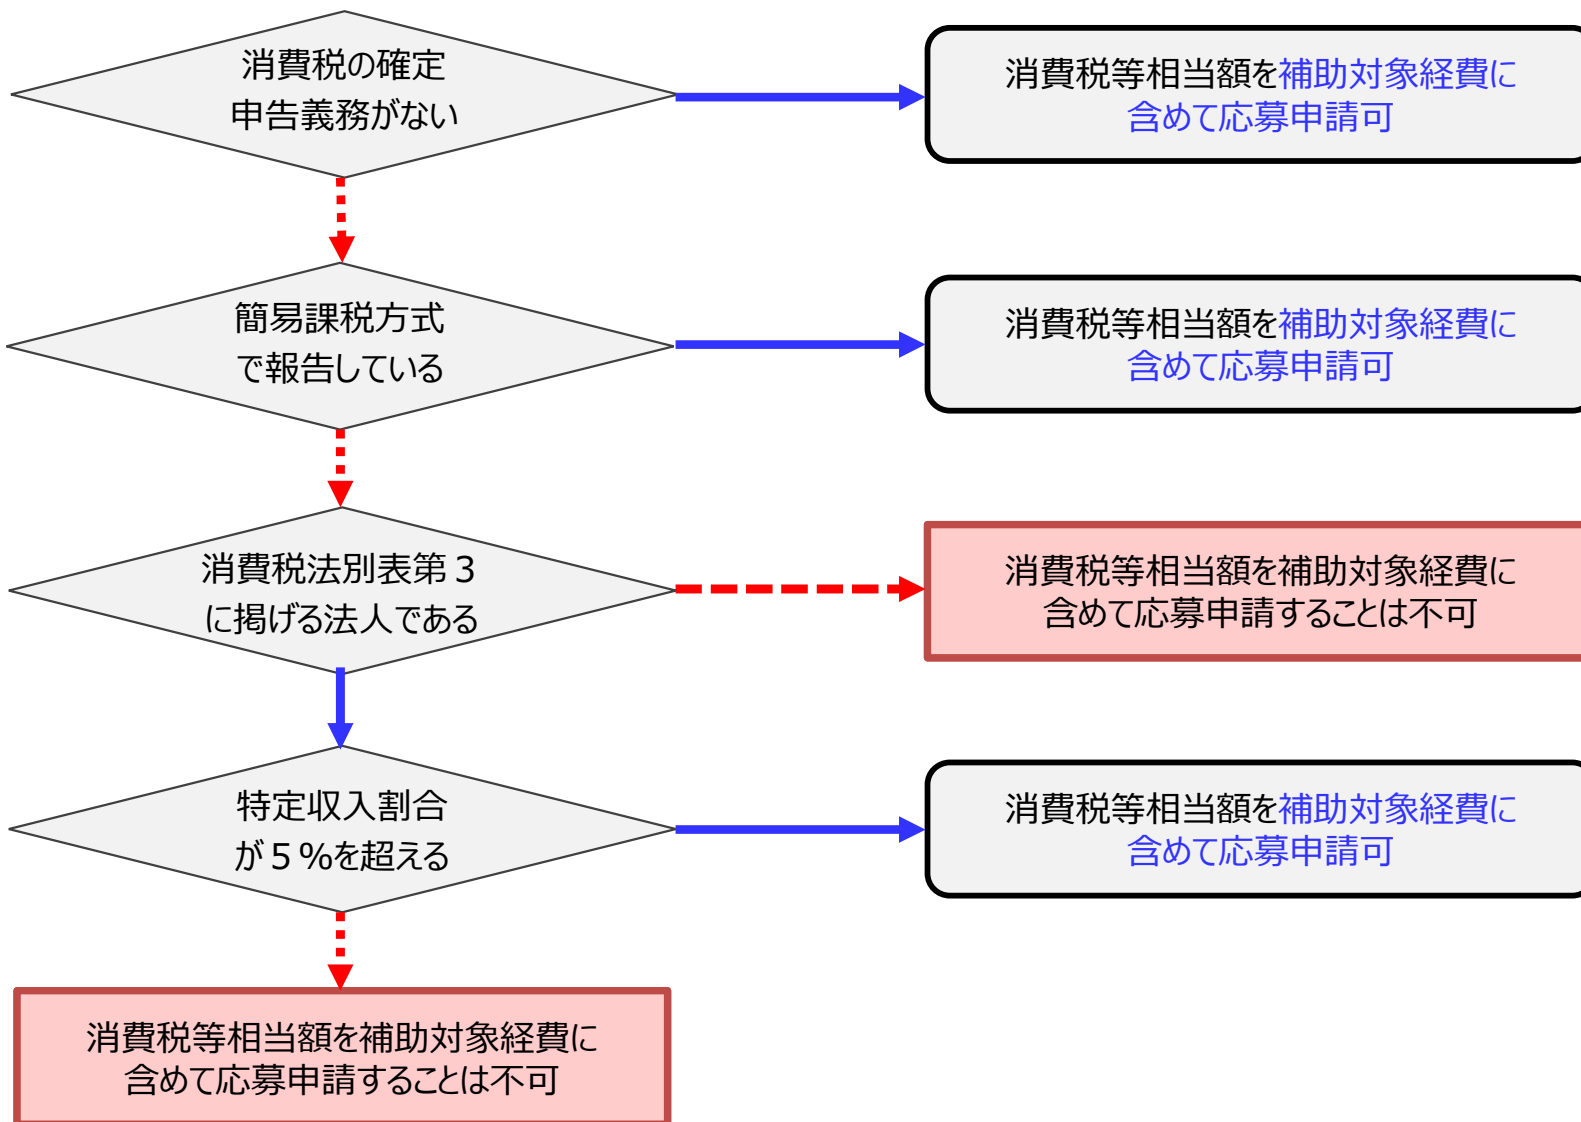 消費税の確定
申告義務がない
消費税等相当額を補助対象経費に
含めて応募申請可
簡易課税方式
で報告している
消費税等相当額を補助対象経費に
含めて応募申請可
消費税法別表第3
に掲げる法人である
消費税等相当額を補助対象経費に
含めて応募申請することは不可
特定収入割合
が5%を超える
消費税等相当額を補助対象経費に
含めて応募申請可
消費税等相当額を補助対象経費に
含めて応募申請することは不可